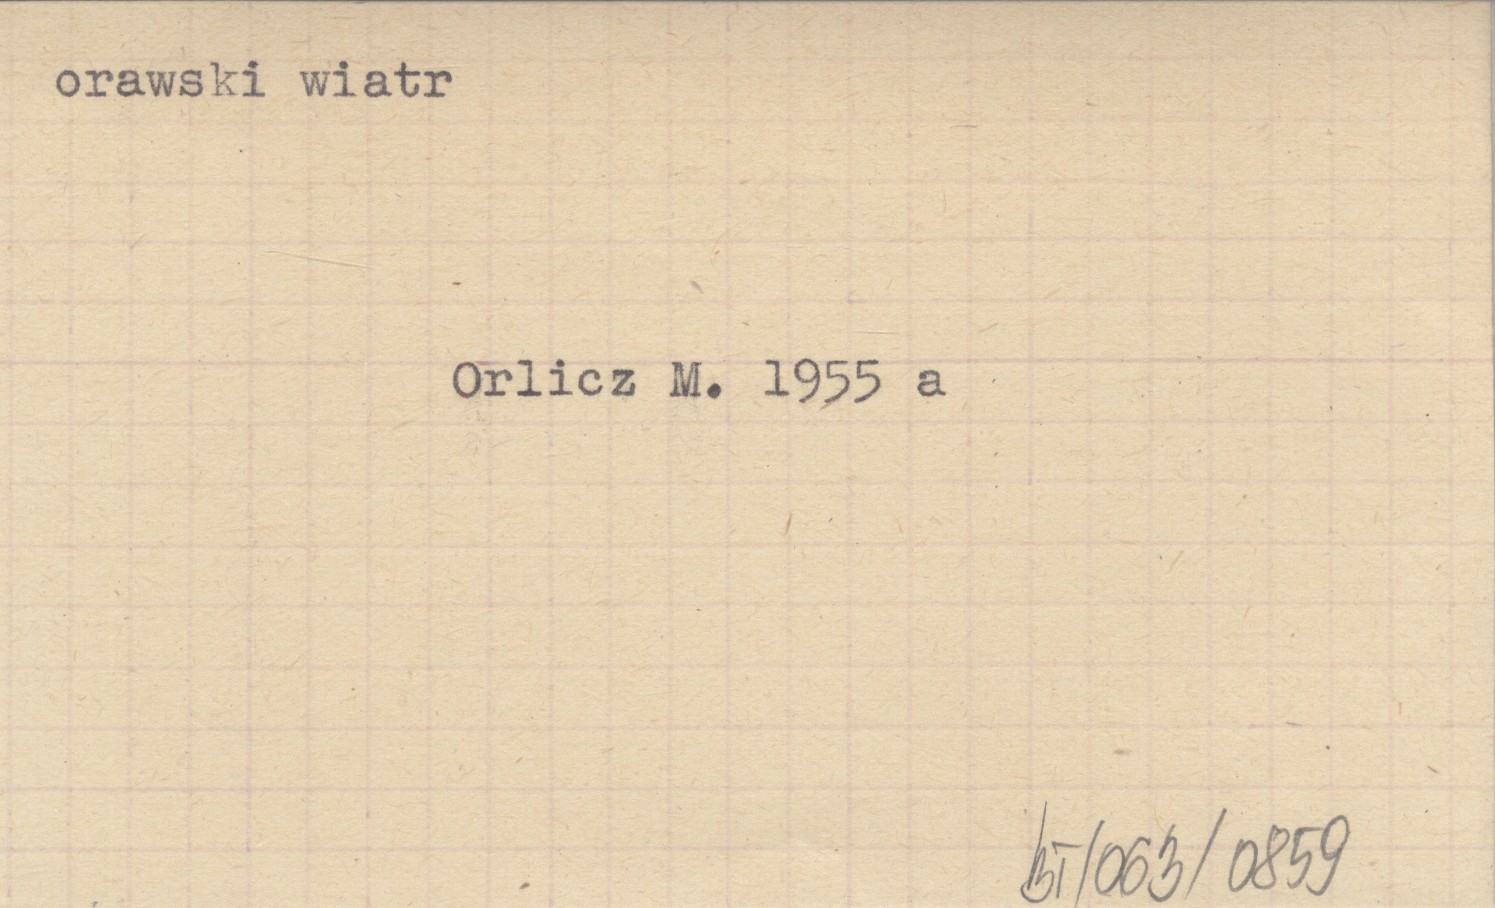 orawski wiatr
Orlicz M. 1955 a
BT/063/0859